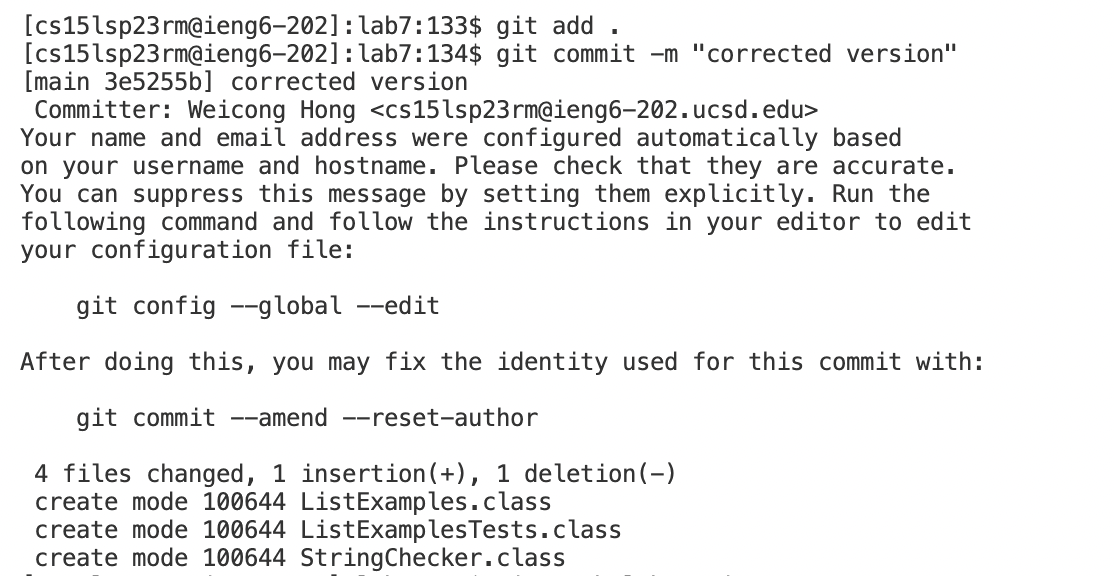 [cs15lsp23rm@ieng6-202]:lab7:133$ git add .
[cs15lsp23rm@ieng6-202]:lab7:134$ git commit -m "corrected version"
[main 3e5255b] corrected version
 Committer: Weicong Hong <cs15lsp23rm@ieng6-202.ucsd.edu>
Your name and email address were configured automatically based
on your username and hostname. Please check that they are accurate.
You can suppress this message by setting them explicitly. Run the
following command and follow the instructions in your editor to edit
your configuration file:

    git config --global --edit

After doing this, you may fix the identity used for this commit with:

    git commit --amend --reset-author

 4 files changed, 1 insertion(+), 1 deletion(-)
 create mode 100644 ListExamples.class
 create mode 100644 ListExamplesTests.class
 create mode 100644 StringChecker.class